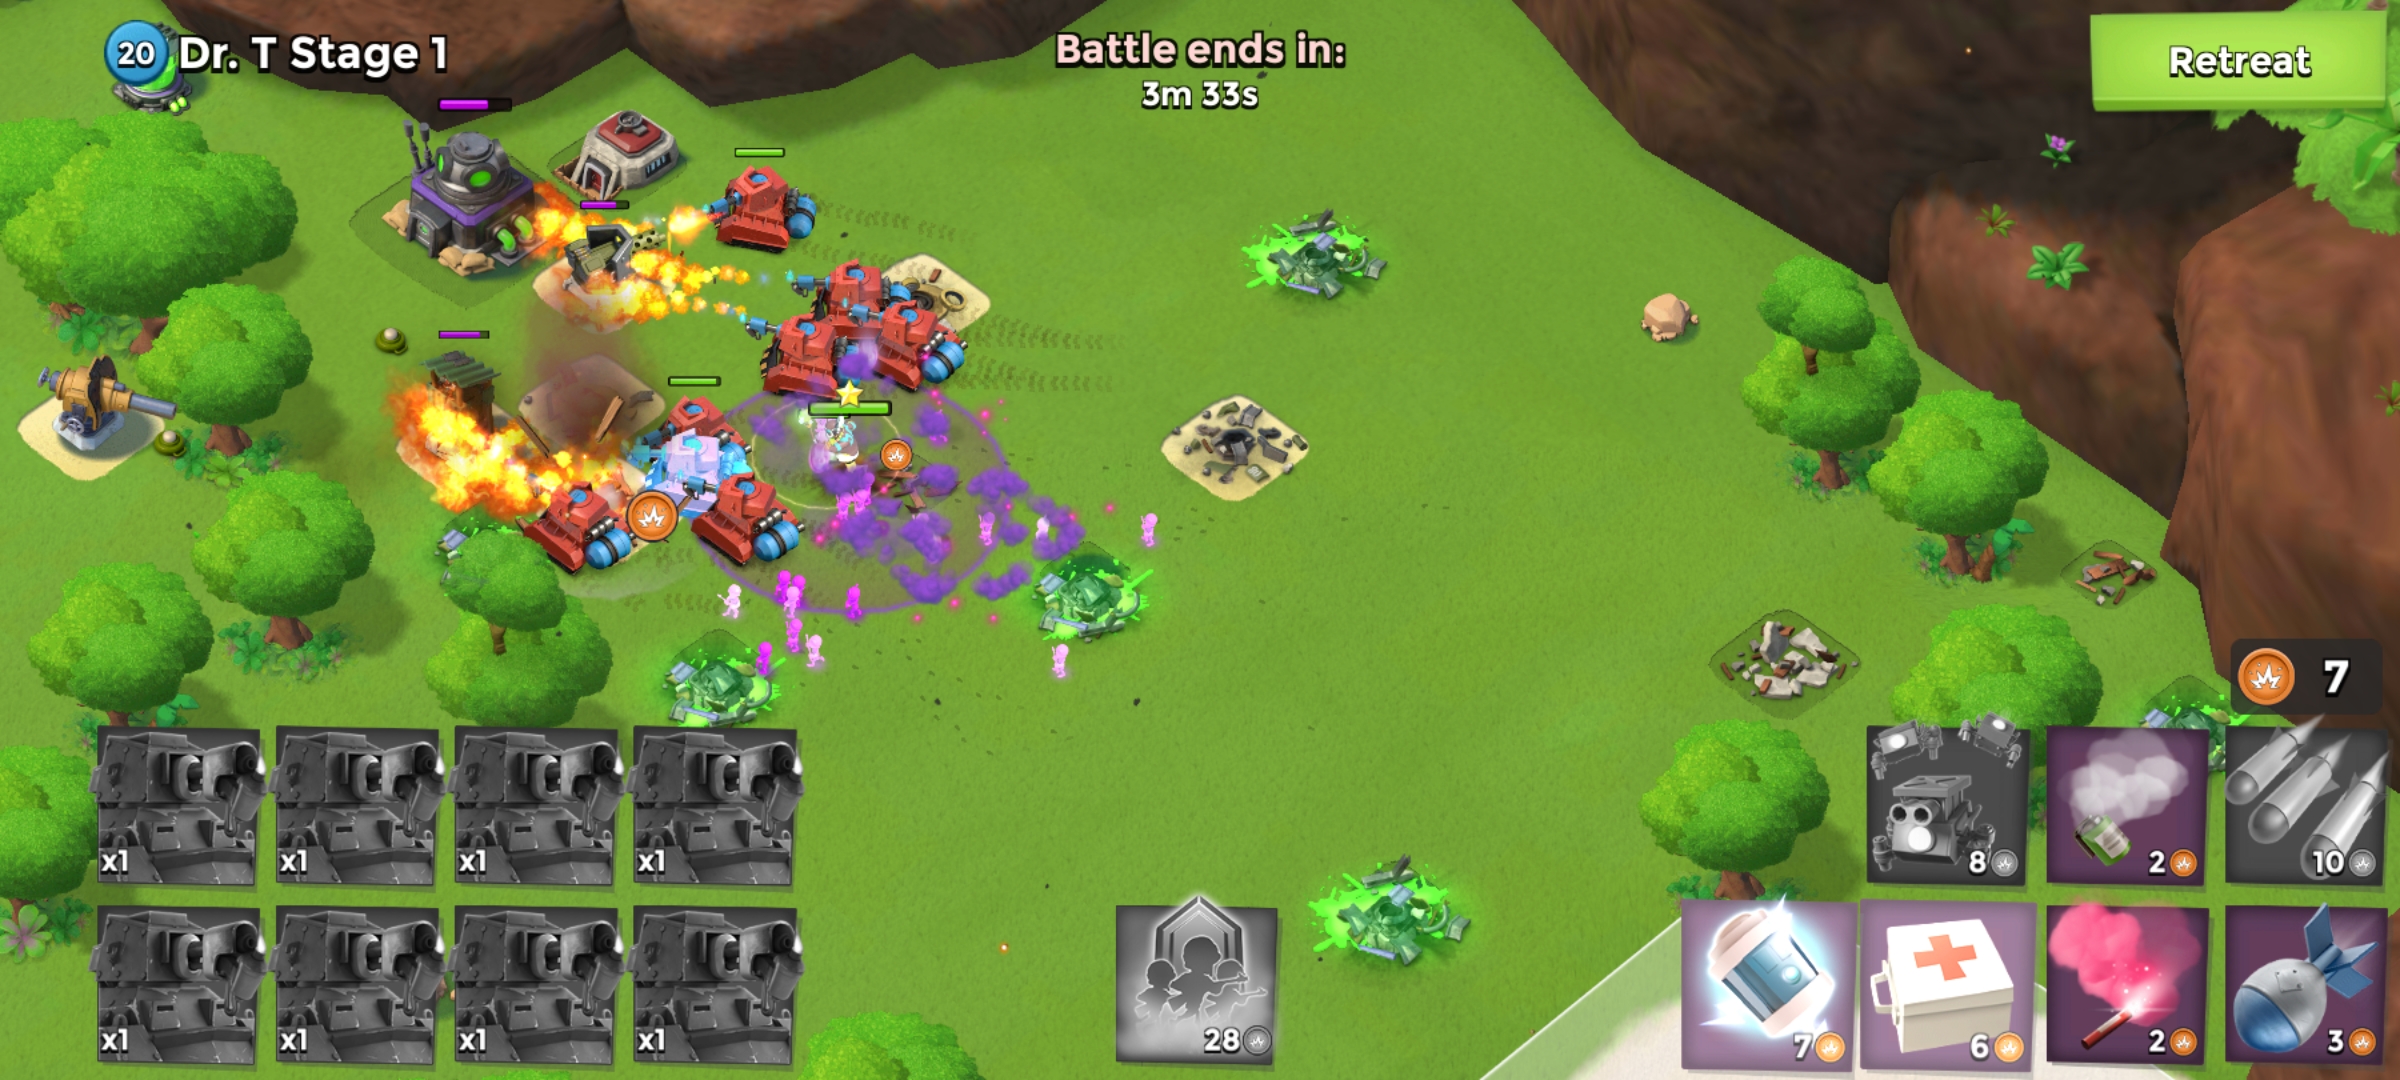 20 Dr. T Stage 1
Battle ends in:
3m 33s
Retreat
7
8 2 10
x1 x1 x1 x1
x1 x1 x1 x1
28
7 6 2 3